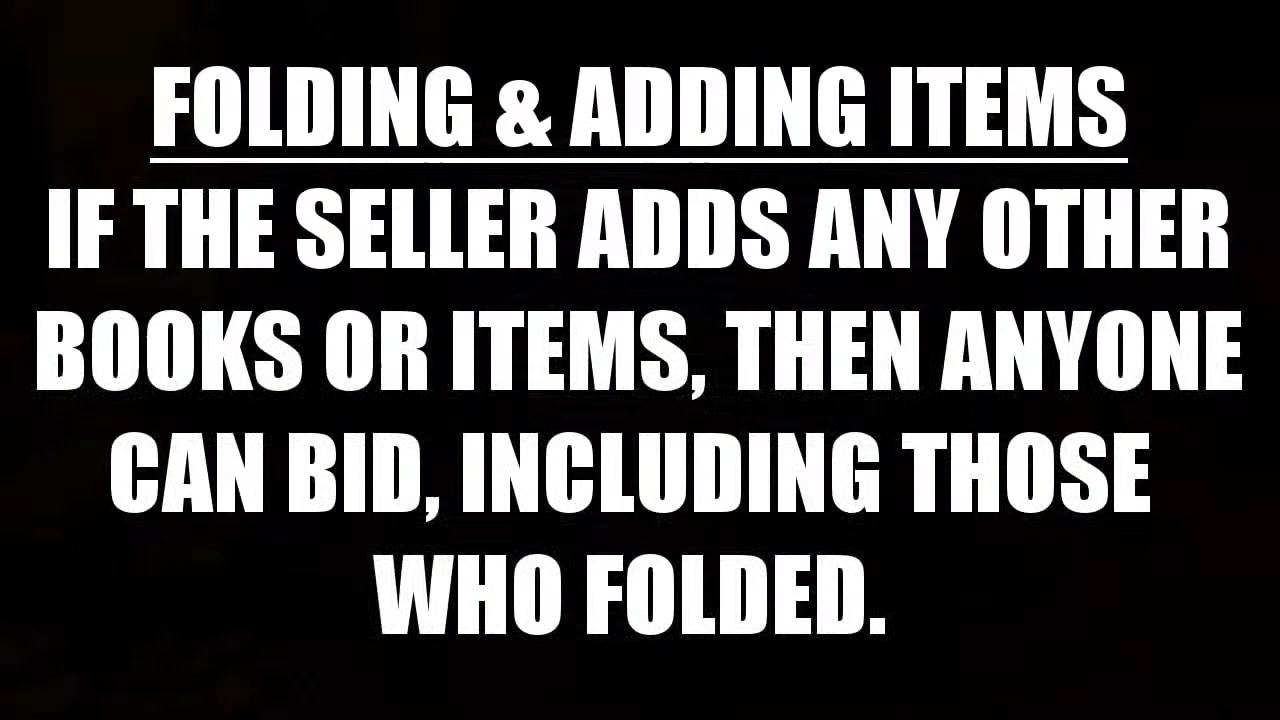 FOLDING & ADDING ITEMS
IF THE SELLER ADDS ANY OTHER
BOOKS OR ITEMS, THEN ANYONE
CAN BID, INCLUDING THOSE
WHO FOLDED.